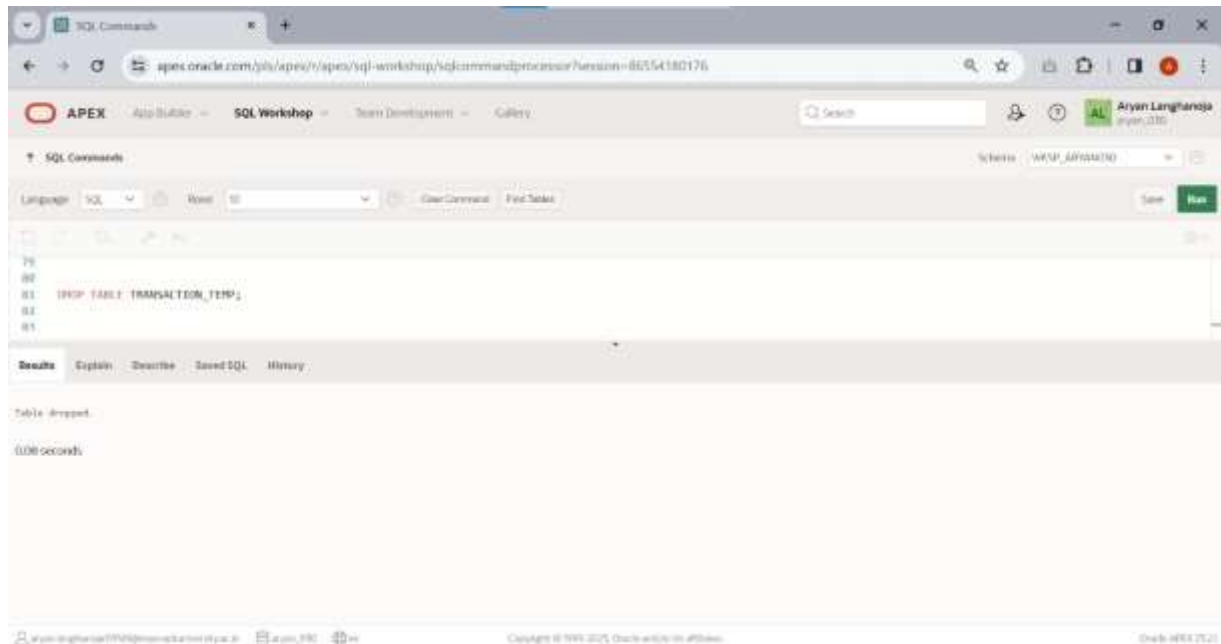 SQL Commands
apex.oracle.com/pls/apex/r/apex/sql-workshop/sqlcommandprocessor?session=86554180176
APEX App Builder SQL Workshop Team Development Gallery Search AL Aryan Langhanoja
SQL Commands Schema
Language SQL Rows 10 Clear Command Find Tables Save Run
79
80
81 DROP TABLE TRANSACTION_TEMP;
82
83
Results Explain Describe Saved SQL History
Table dropped.
0.08 seconds